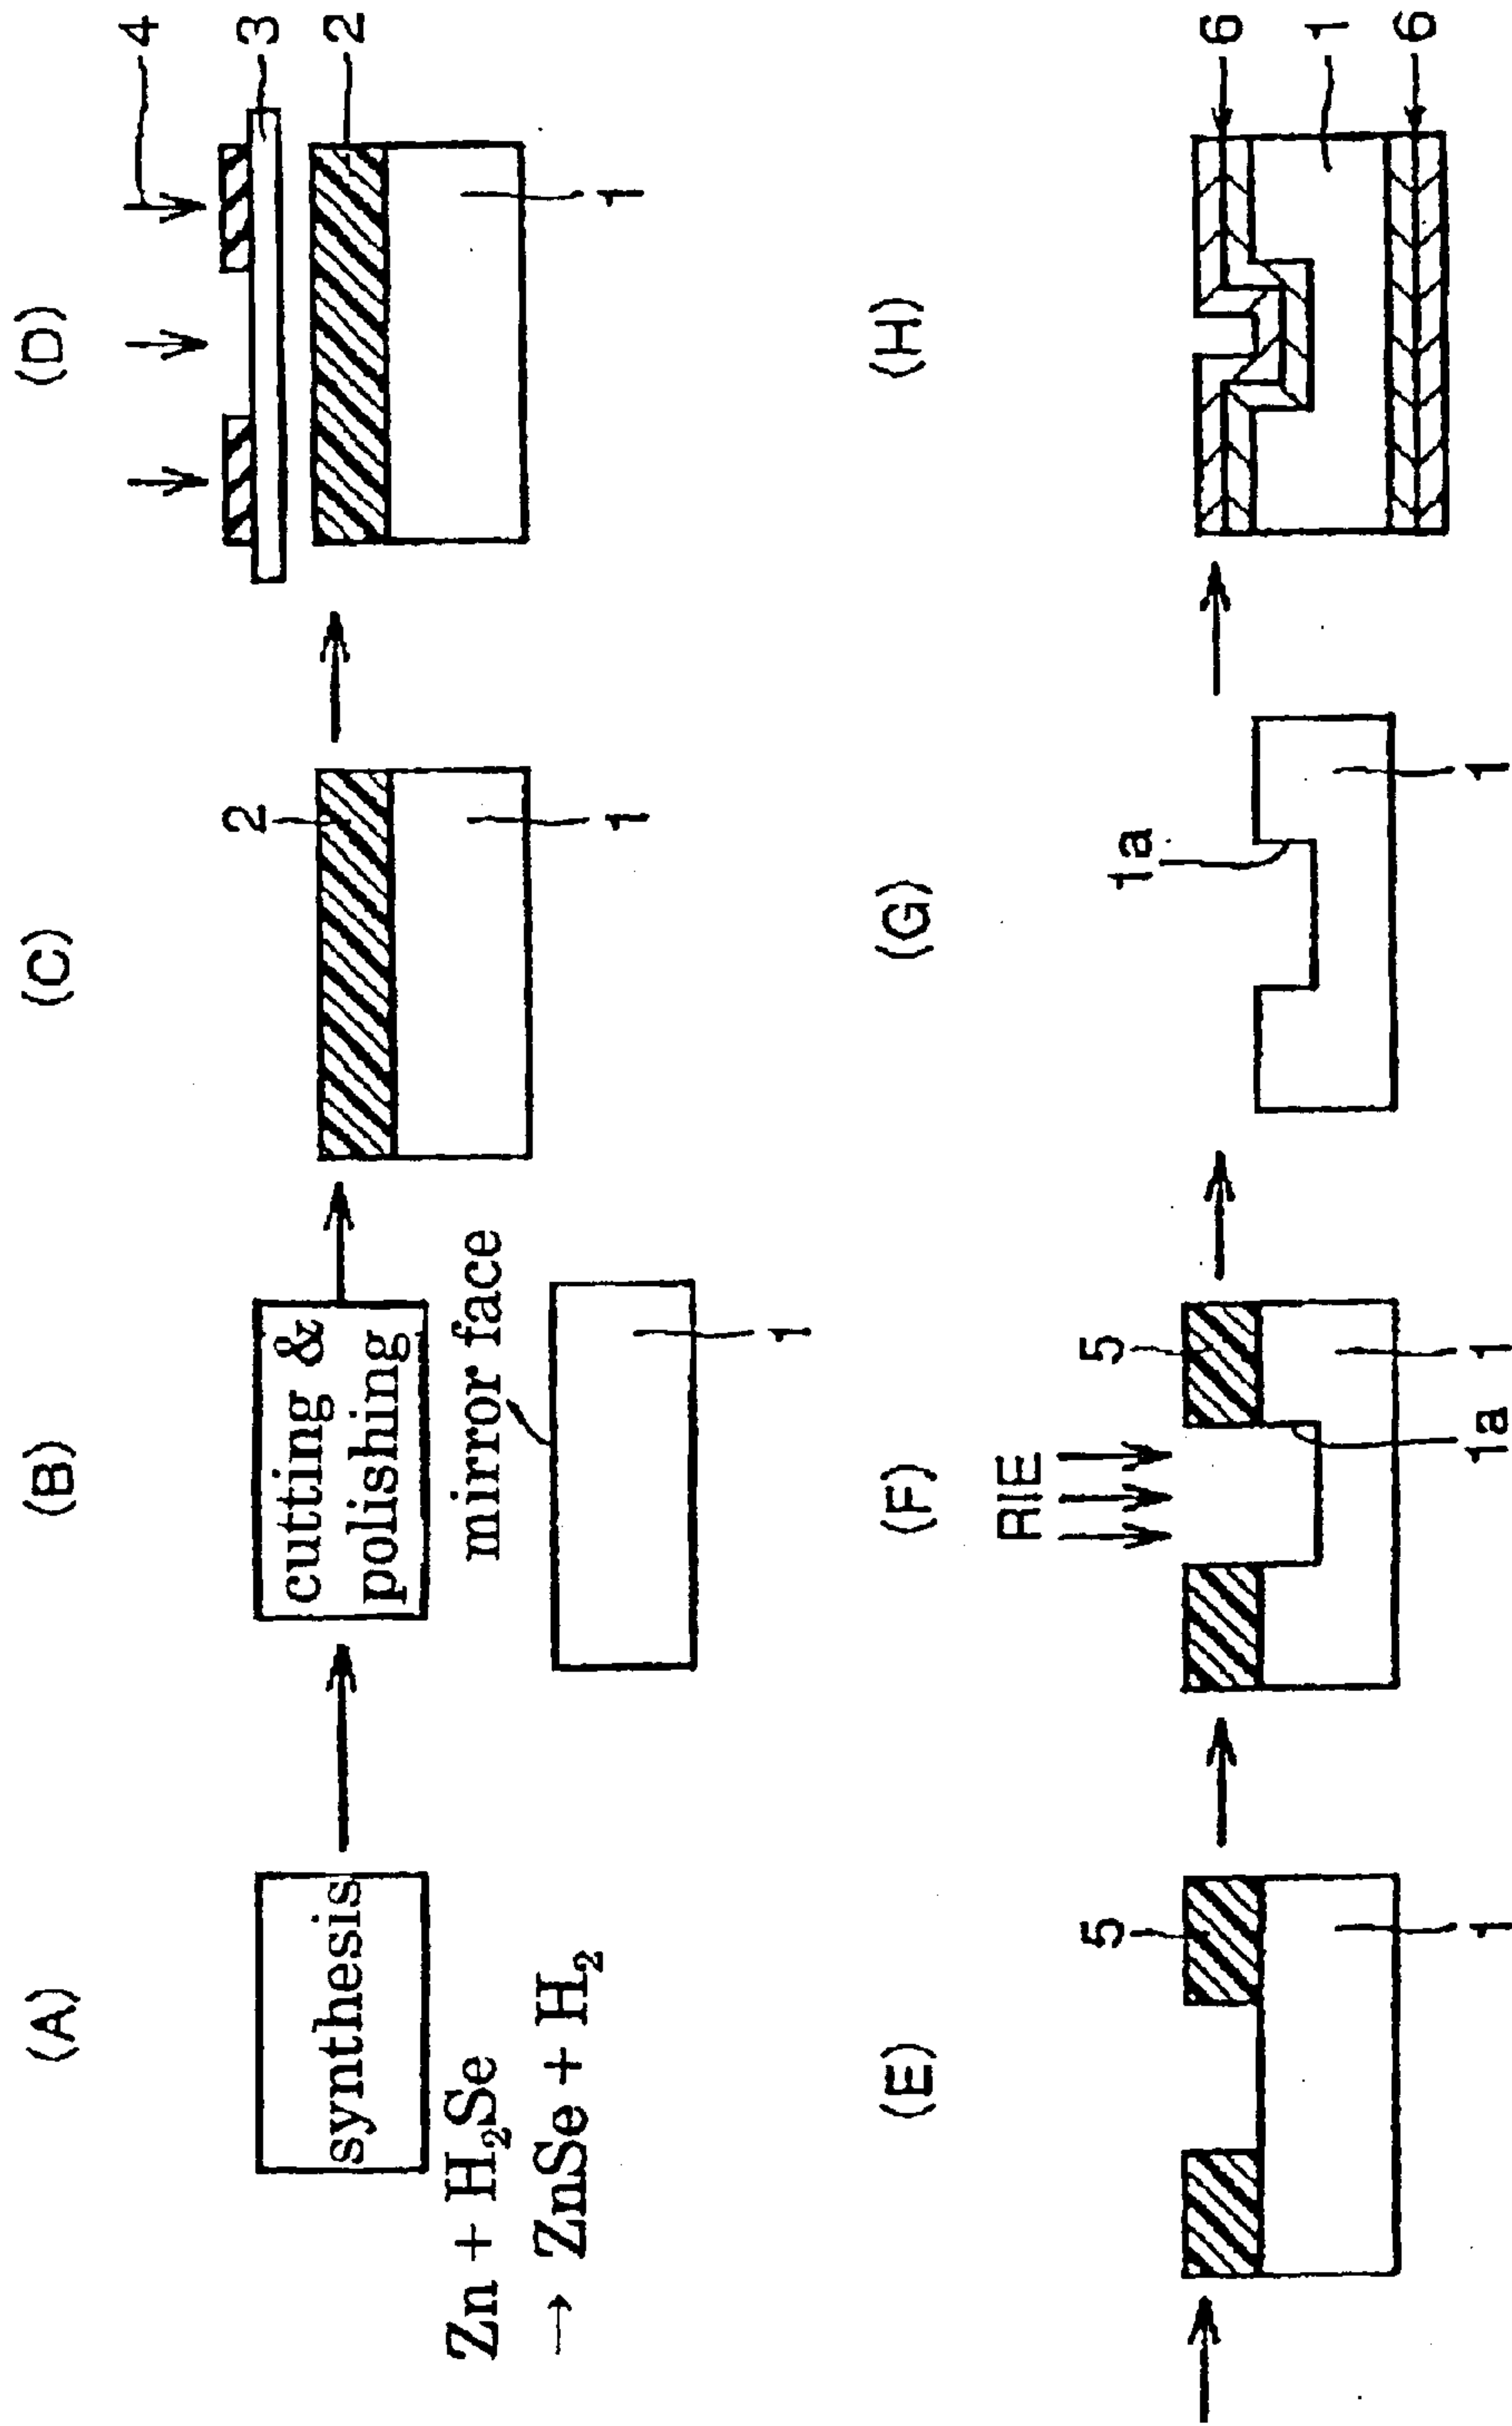 (A)
synthesis
Zn + H₂Se
→ ZnSe + H₂
(B)
cutting &
polishing
mirror face
1
(C)
2
1
(D)
4
3
2
1
(E)
5
1
(F)
RIE
5
1
1a
(G)
1a
1
(H)
6
1
6